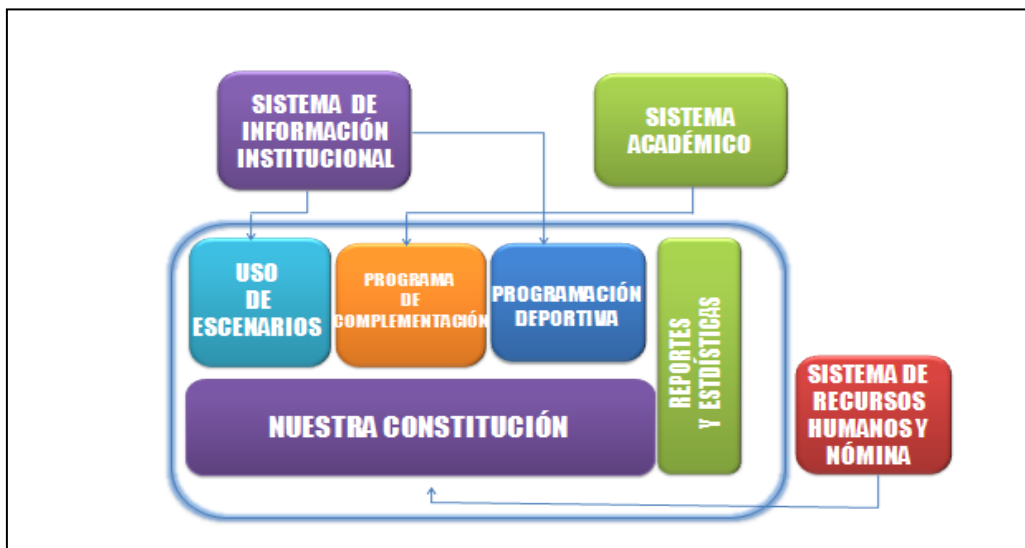 SISTEMA DE
INFORMACIÓN
INSTITUCIONAL
SISTEMA
ACADÉMICO
USO
DE
ESCENARIOS
PROGRAMA
DE
COMPLEMENTACIÓN
PROGRAMACIÓN
DEPORTIVA
REPORTES
Y ESTDÍSTICAS
NUESTRA CONSTITUCIÓN
SISTEMA DE
RECURSOS
HUMANOS Y
NÓMINA